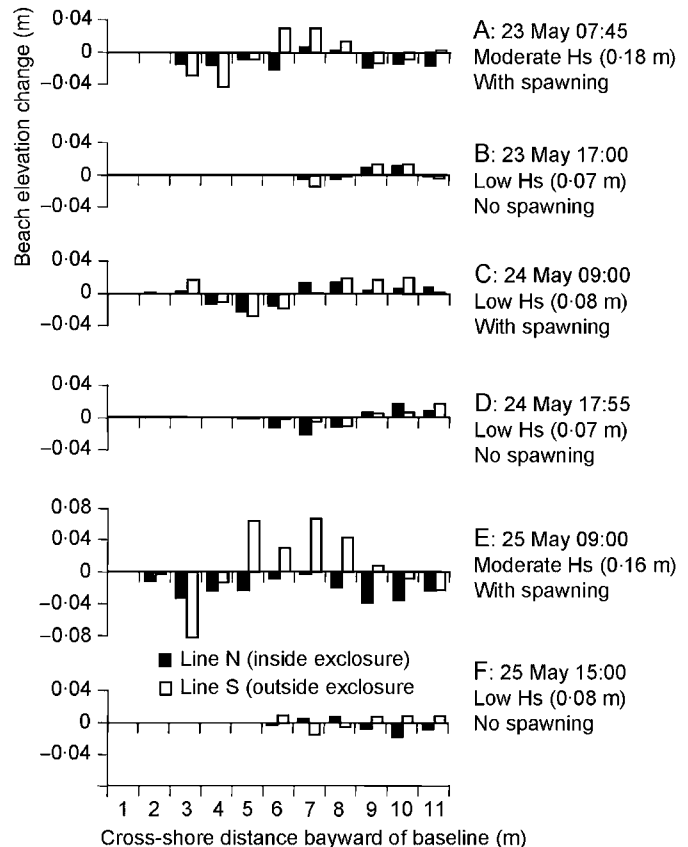 Beach elevation change (m)
0·04
0
−0·04
A: 23 May 07:45
Moderate Hs (0·18 m)
With spawning
0·04
0
−0·04
B: 23 May 17:00
Low Hs (0·07 m)
No spawning
0·04
0
−0·04
C: 24 May 09:00
Low Hs (0·08 m)
With spawning
0·04
0
−0·04
D: 24 May 17:55
Low Hs (0·07 m)
No spawning
0·08
0·04
0
−0·04
−0·08
E: 25 May 09:00
Moderate Hs (0·16 m)
With spawning
Line N (inside exclosure)
Line S (outside exclosure
0·04
0
−0·04
F: 25 May 15:00
Low Hs (0·08 m)
No spawning
1 2 3 4 5 6 7 8 9 10 11
Cross-shore distance bayward of baseline (m)